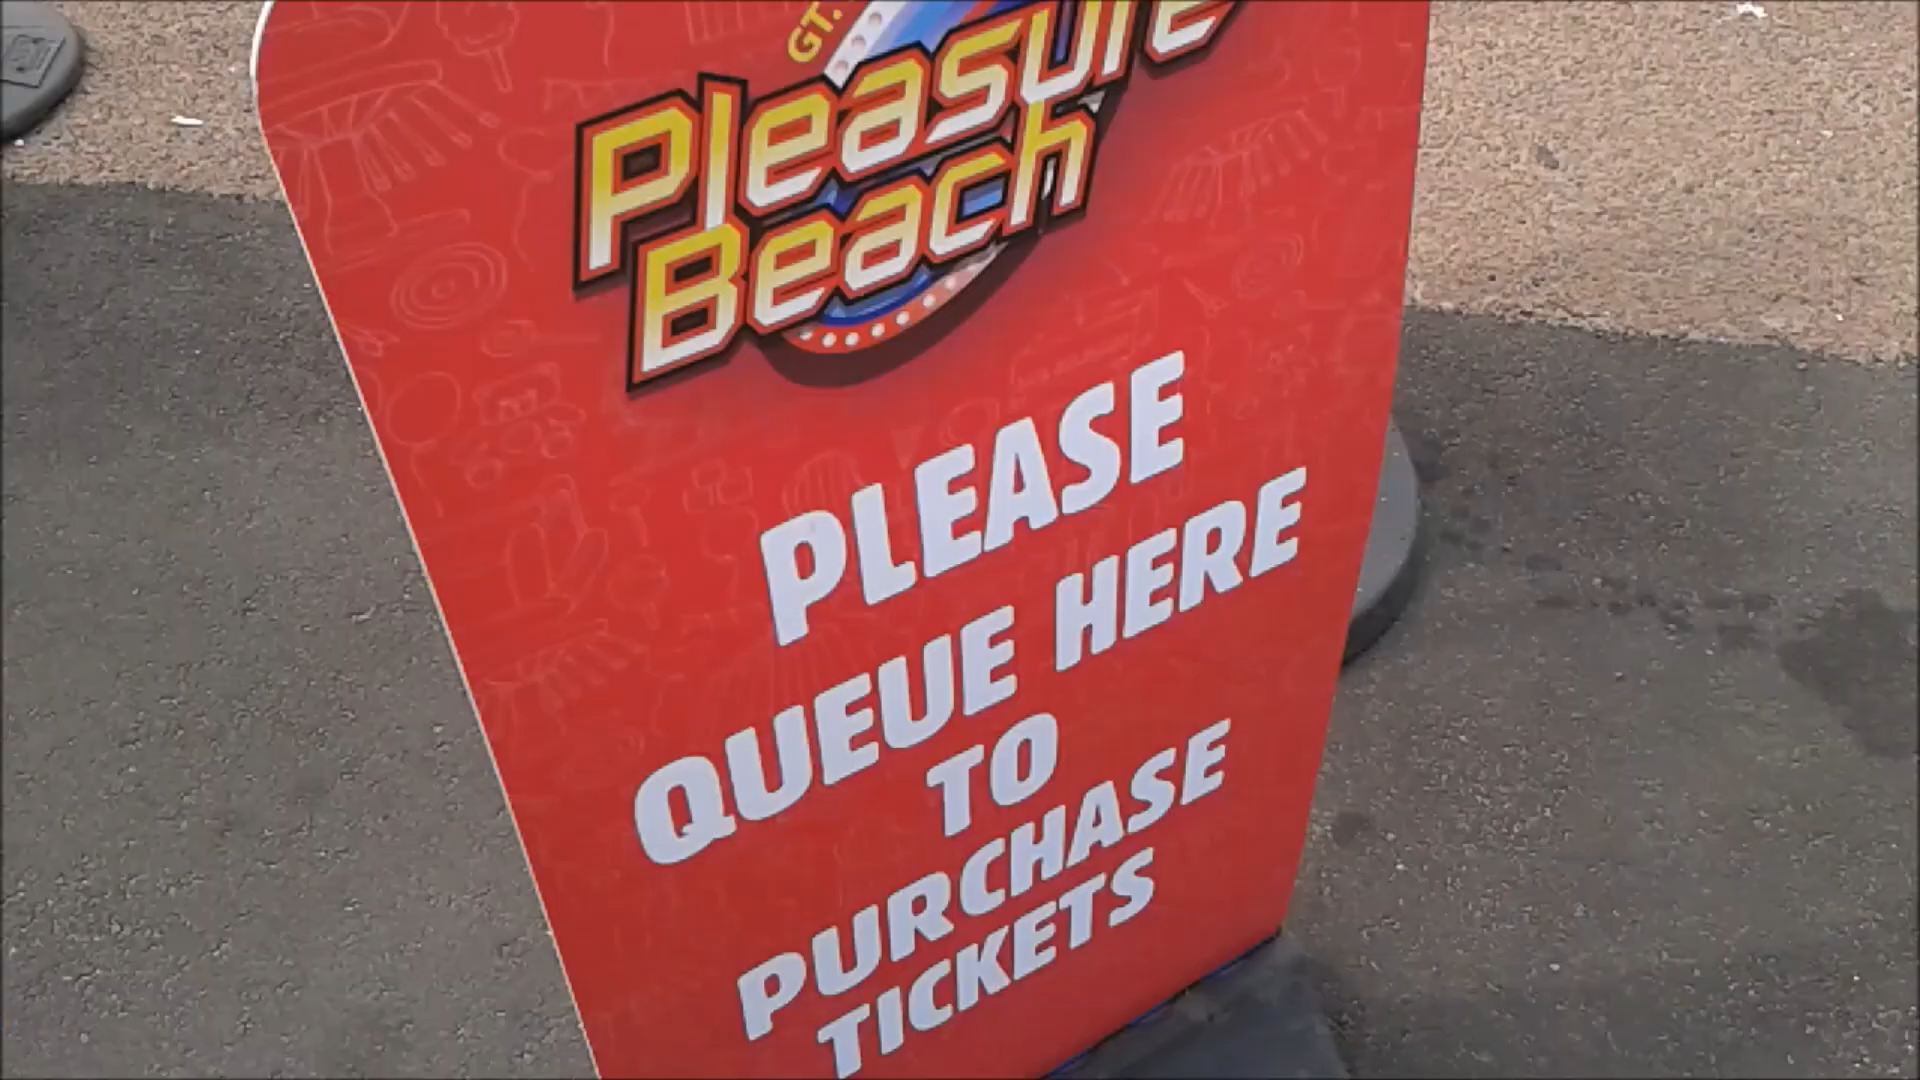 GT.
Pleasure
Beach
PLEASE
QUEUE HERE
TO
PURCHASE
TICKETS